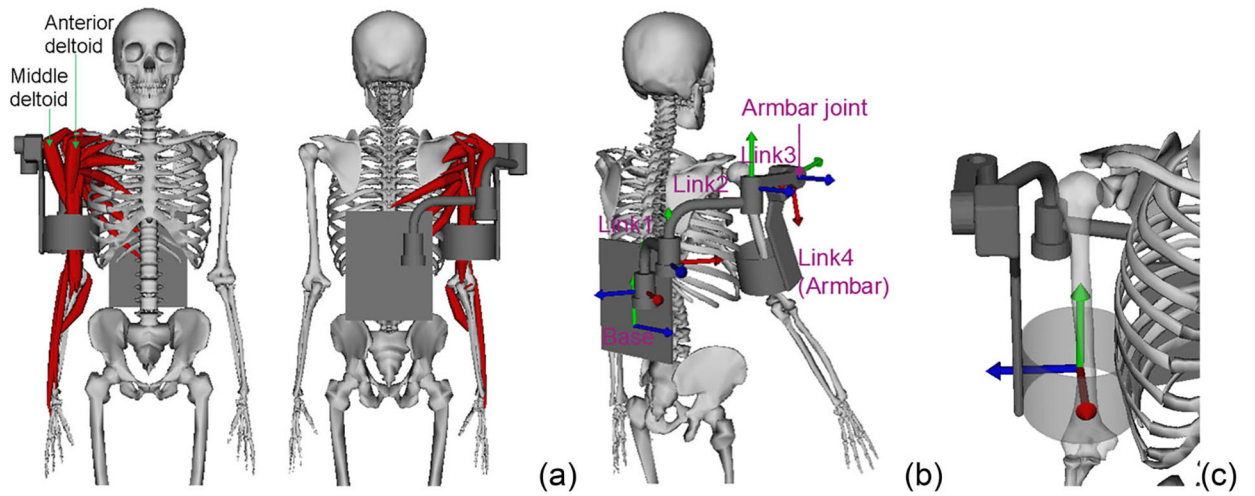 Anterior
deltoid
Middle
deltoid
(a)
Armbar joint
Link3
Link2
Link1
Link4
(Armbar)
Base
(b)
(c)